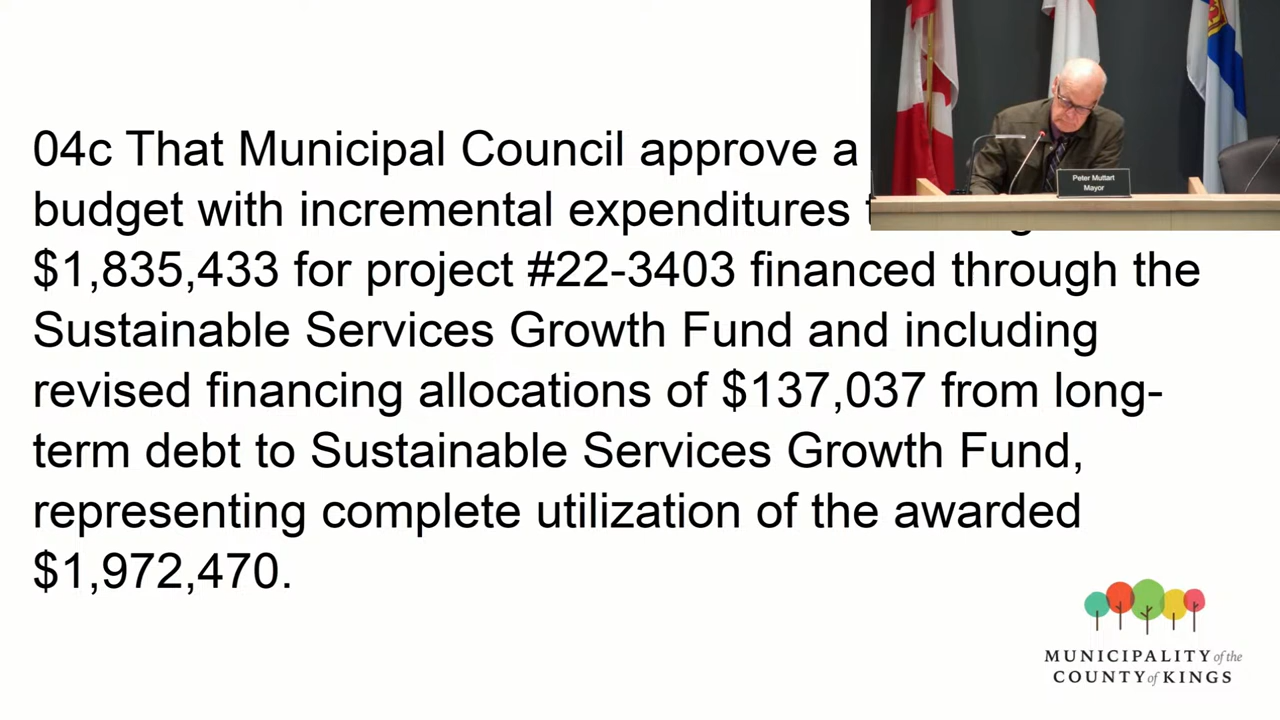 04c That Municipal Council approve a
budget with incremental expenditures
$1,835,433 for project #22-3403 financed through the
Sustainable Services Growth Fund and including
revised financing allocations of $137,037 from long-
term debt to Sustainable Services Growth Fund,
representing complete utilization of the awarded
$1,972,470.
Peter Muttart
Mayor
MUNICIPALITY of the
COUNTY of KINGS